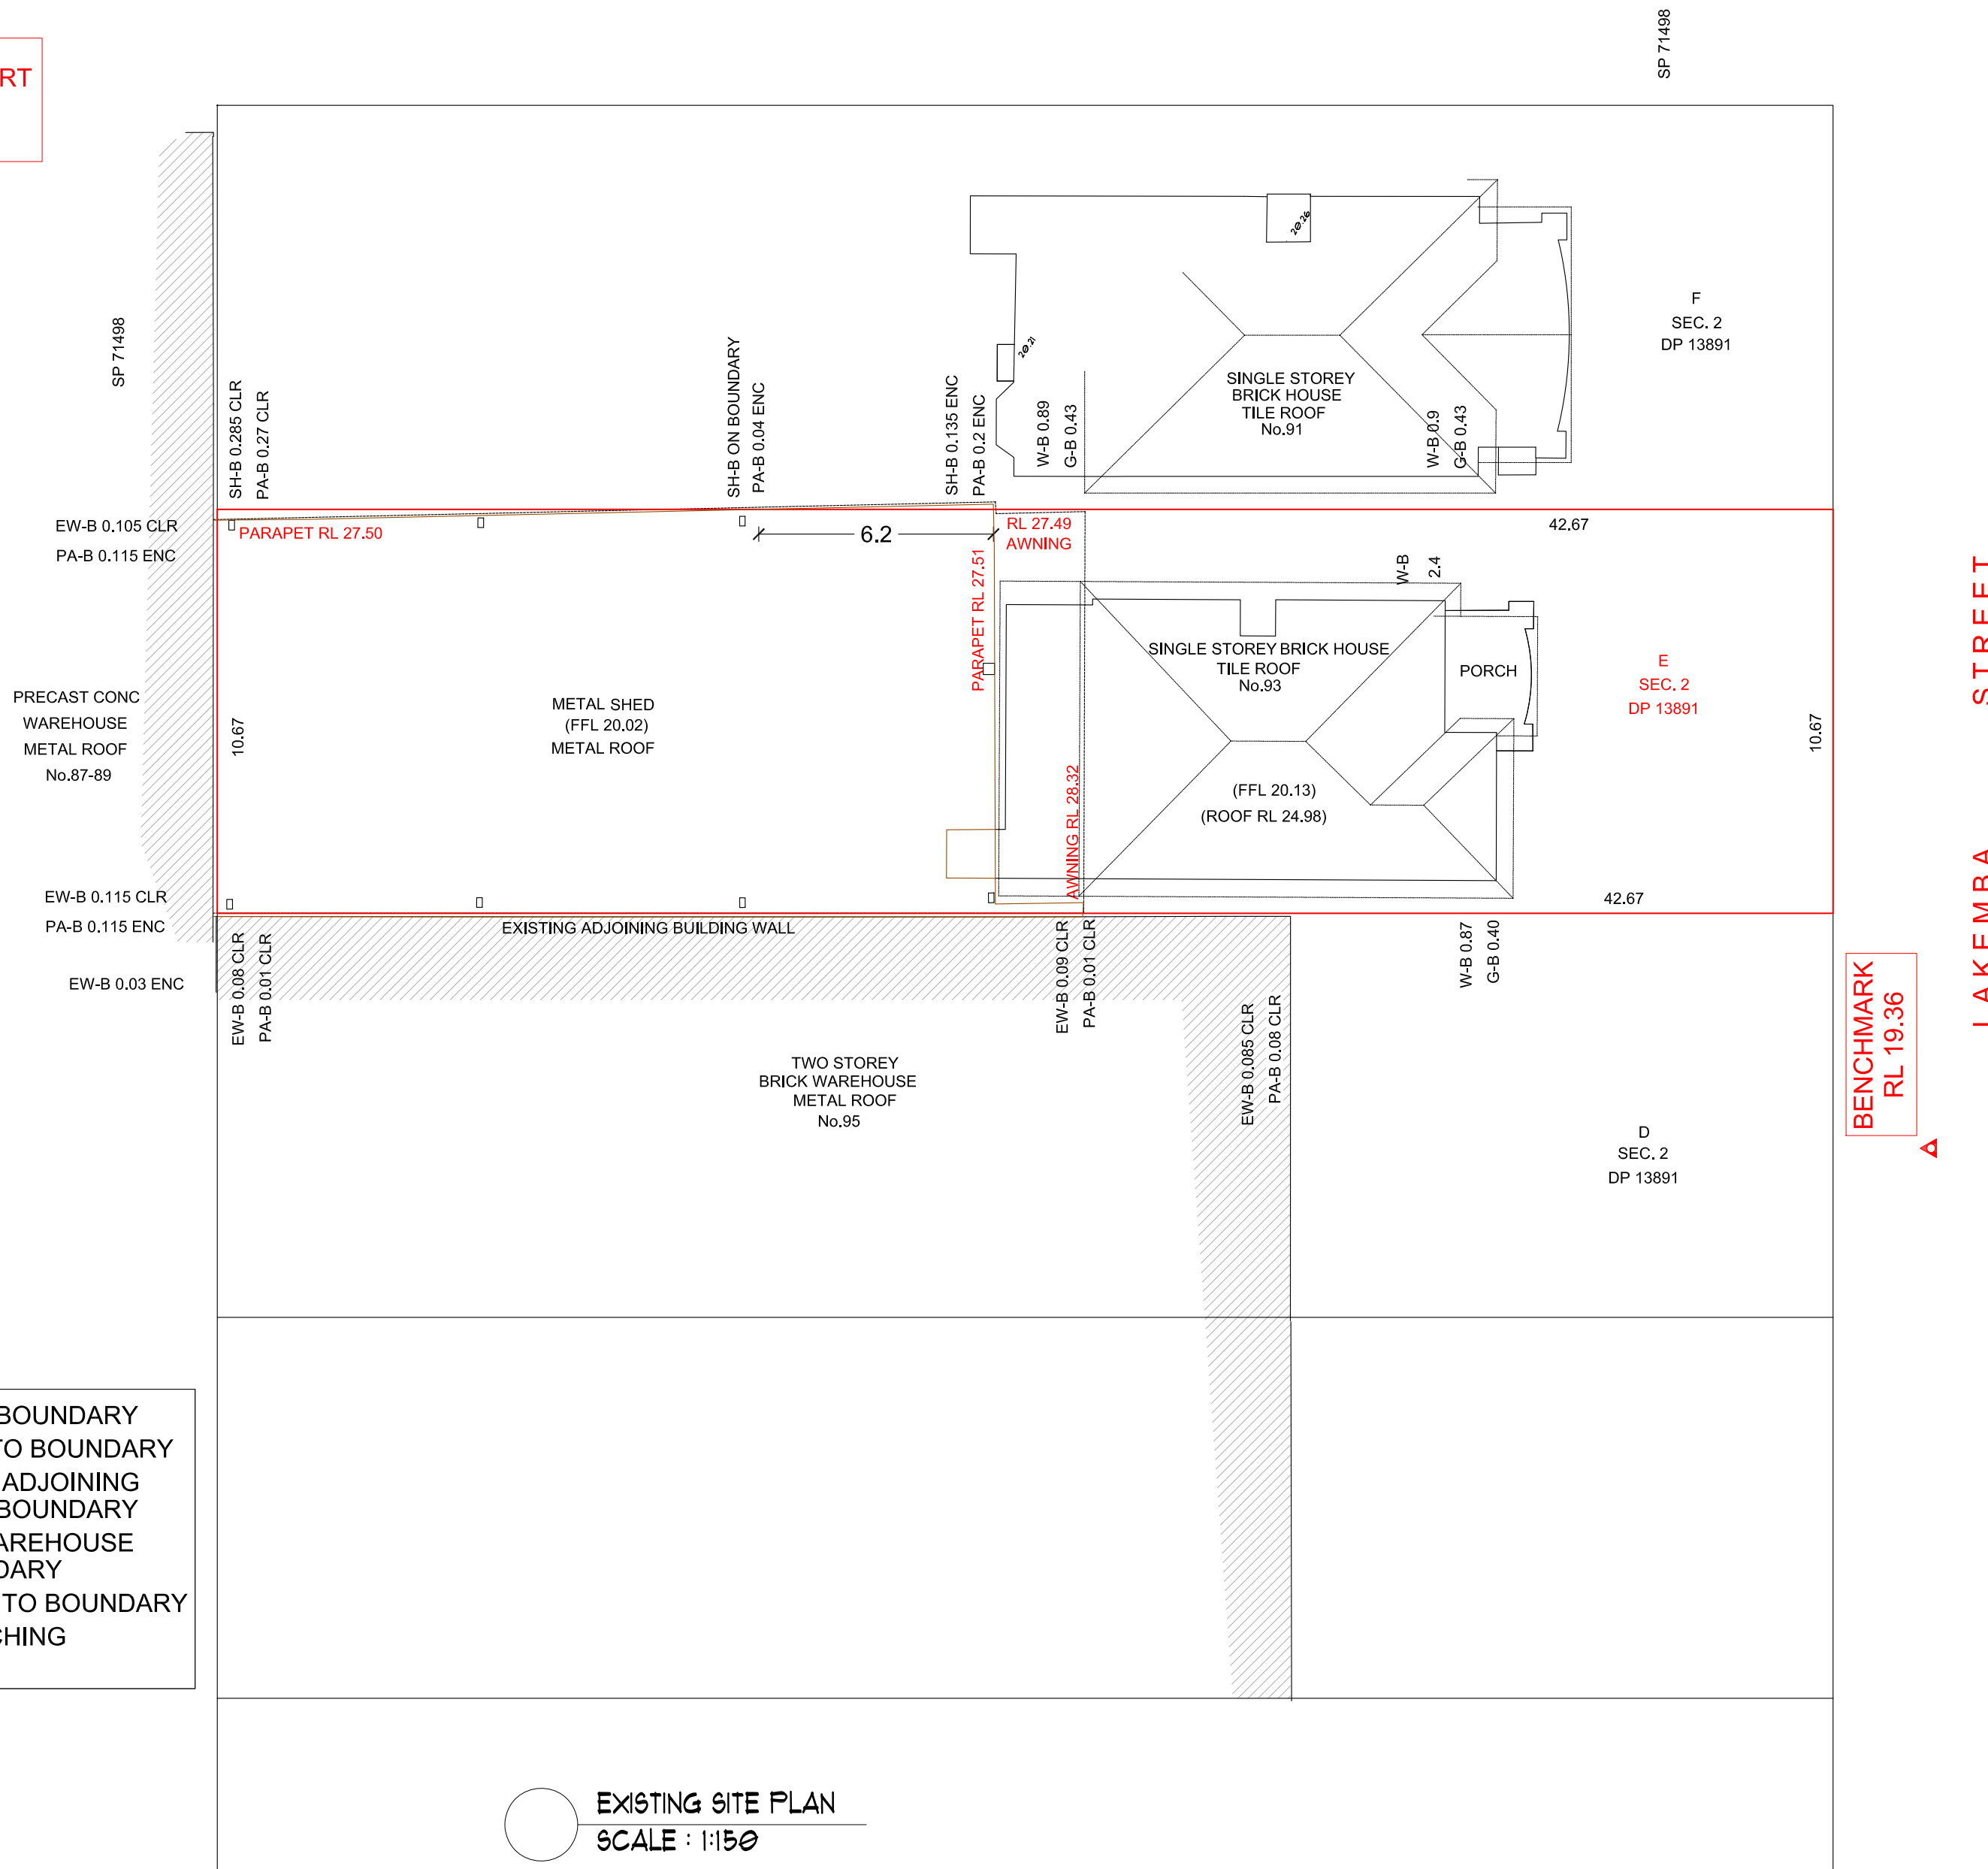 SP 71498
RT
20.26
F
SEC. 2
DP 13891
SP 71498
20.21
SINGLE STOREY
BRICK HOUSE
TILE ROOF
No.91
SH-B 0.285 CLR
PA-B 0.27 CLR
SH-B ON BOUNDARY
PA-B 0.04 ENC
SH-B 0.135 ENC
PA-B 0.2 ENC
W-B 0.89
G-B 0.43
W-B 0.9
G-B 0.43
EW-B 0.105 CLR
PA-B 0.115 ENC
PARAPET RL 27.50
6.2
RL 27.49
AWNING
42.67
PARAPET RL 27.51
W-B
2.4
SINGLE STOREY BRICK HOUSE
TILE ROOF
No.93
PORCH
E
SEC. 2
DP 13891
LAKEMBA STREET
PRECAST CONC
WAREHOUSE
METAL ROOF
No.87-89
10.67
METAL SHED
(FFL 20.02)
METAL ROOF
10.67
AWNING RL 28.32
(FFL 20.13)
(ROOF RL 24.98)
EW-B 0.115 CLR
PA-B 0.115 ENC
42.67
EXISTING ADJOINING BUILDING WALL
EW-B 0.03 ENC
EW-B 0.08 CLR
PA-B 0.01 CLR
EW-B 0.09 CLR
PA-B 0.01 CLR
W-B 0.87
G-B 0.40
EW-B 0.085 CLR
PA-B 0.08 CLR
BENCHMARK
RL 19.36
TWO STOREY
BRICK WAREHOUSE
METAL ROOF
No.95
D
SEC. 2
DP 13891
BOUNDARY
TO BOUNDARY
ADJOINING
BOUNDARY
AREHOUSE
DARY
TO BOUNDARY
CHING
EXISTING SITE PLAN
SCALE : 1:150